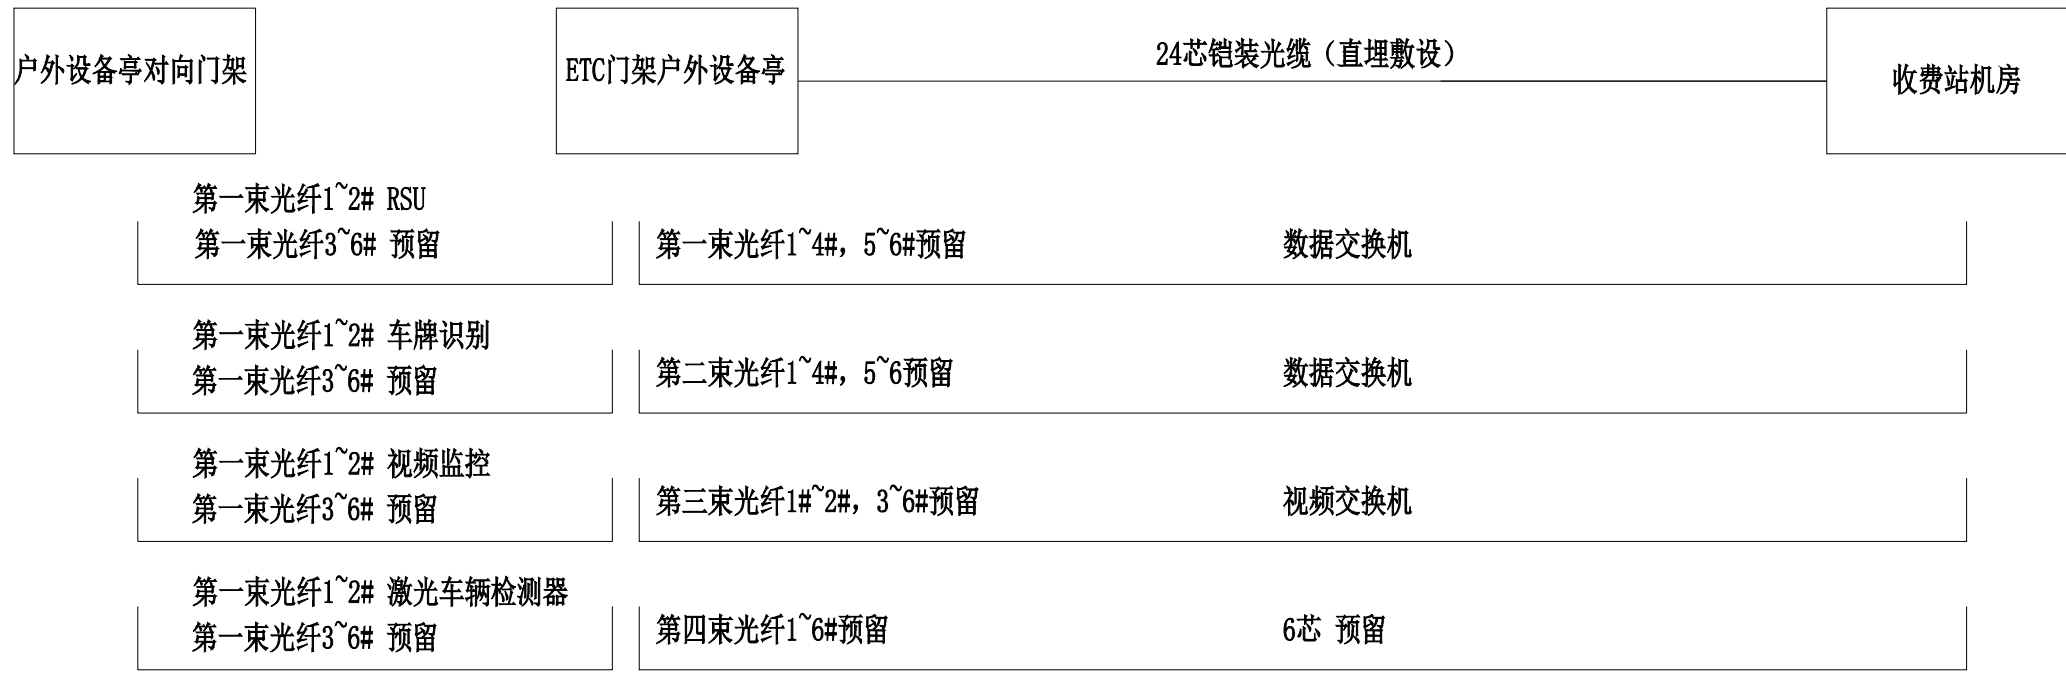 户外设备亭对向门架
ETC门架户外设备亭
24芯铠装光缆（直埋敷设）
收费站机房
第一束光纤1~2# RSU
第一束光纤3~6# 预留
第一束光纤1~4#，5~6#预留
数据交换机
第一束光纤1~2# 车牌识别
第一束光纤3~6# 预留
第二束光纤1~4#，5~6预留
数据交换机
第一束光纤1~2# 视频监控
第一束光纤3~6# 预留
第三束光纤1#~2#，3~6#预留
视频交换机
第一束光纤1~2# 激光车辆检测器
第一束光纤3~6# 预留
第四束光纤1~6#预留
6芯 预留